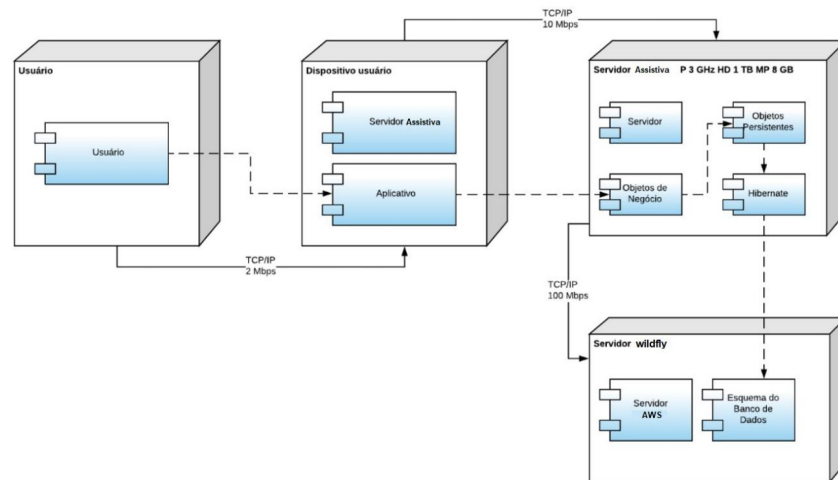 TCP/IP
10 Mbps
Usuário
Dispositivo usuário
Servidor Assistiva P 3 GHz HD 1 TB MP 8 GB
Usuário
Servidor Assistiva
Aplicativo
Servidor
Objetos
Persistentes
Objetos de
Negócio
Hibernate
TCP/IP
2 Mbps
TCP/IP
100 Mbps
Servidor wildfly
Servidor
AWS
Esquema do
Banco de
Dados